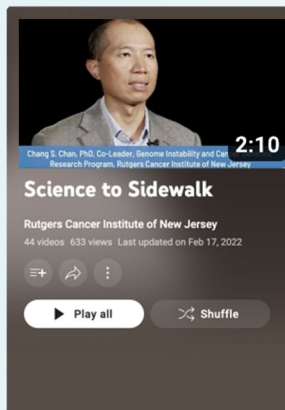 Chang S. Chan, PhD, Co-Leader, Genome Instability and Can
2:10
Research Program, Rutgers Cancer Institute of New Jersey
Science to Sidewalk
Rutgers Cancer Institute of New Jersey
44 videos 633 views Last updated on Feb 17, 2022
Play all
Shuffle